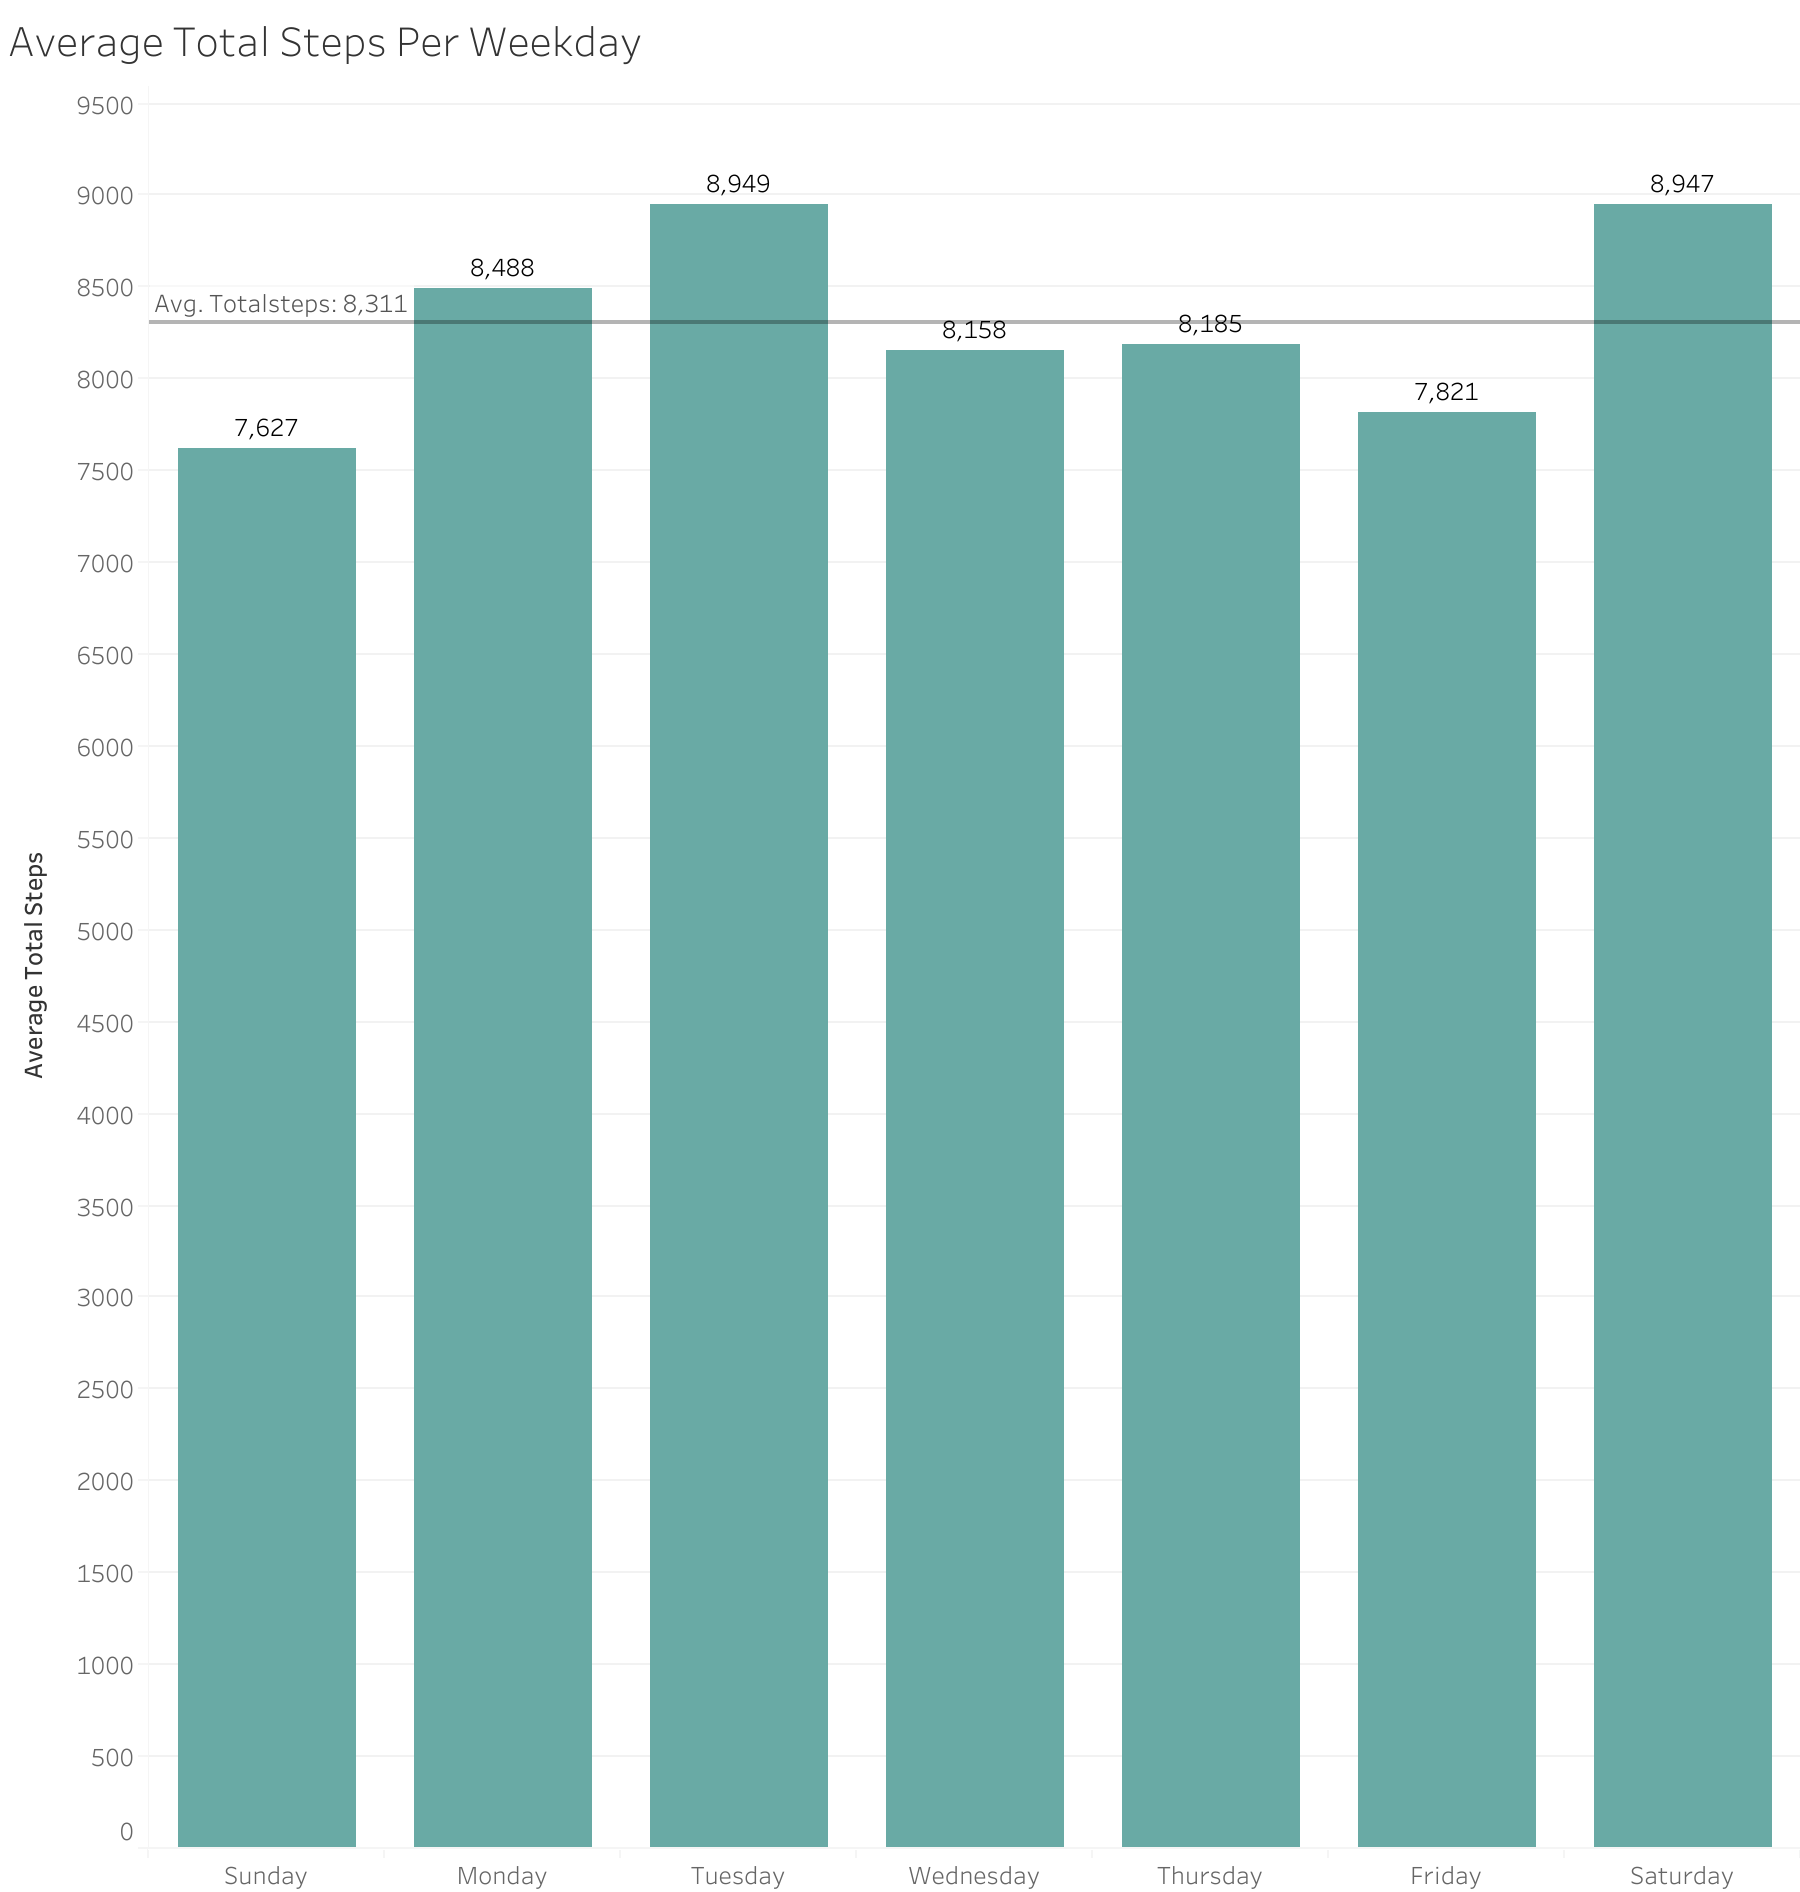 Average Total Steps Per Weekday
9500
9000
8500
8000
7500
7000
6500
6000
5500
5000
4500
4000
3500
3000
2500
2000
1500
1000
500
0
Average Total Steps
Avg. Totalsteps: 8,311
7,627
8,488
8,949
8,158
8,185
7,821
8,947
Sunday
Monday
Tuesday
Wednesday
Thursday
Friday
Saturday